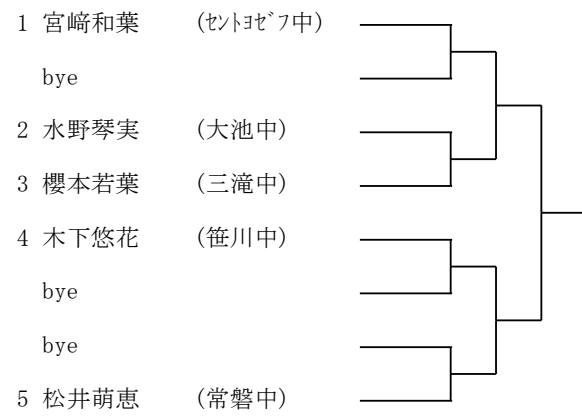 1 宮﨑和葉 (ｾﾝﾄﾖｾﾞﾌ中)
bye
2 水野琴実 (大池中)
3 櫻本若葉 (三滝中)
4 木下悠花 (笹川中)
bye
bye
5 松井萌恵 (常磐中)